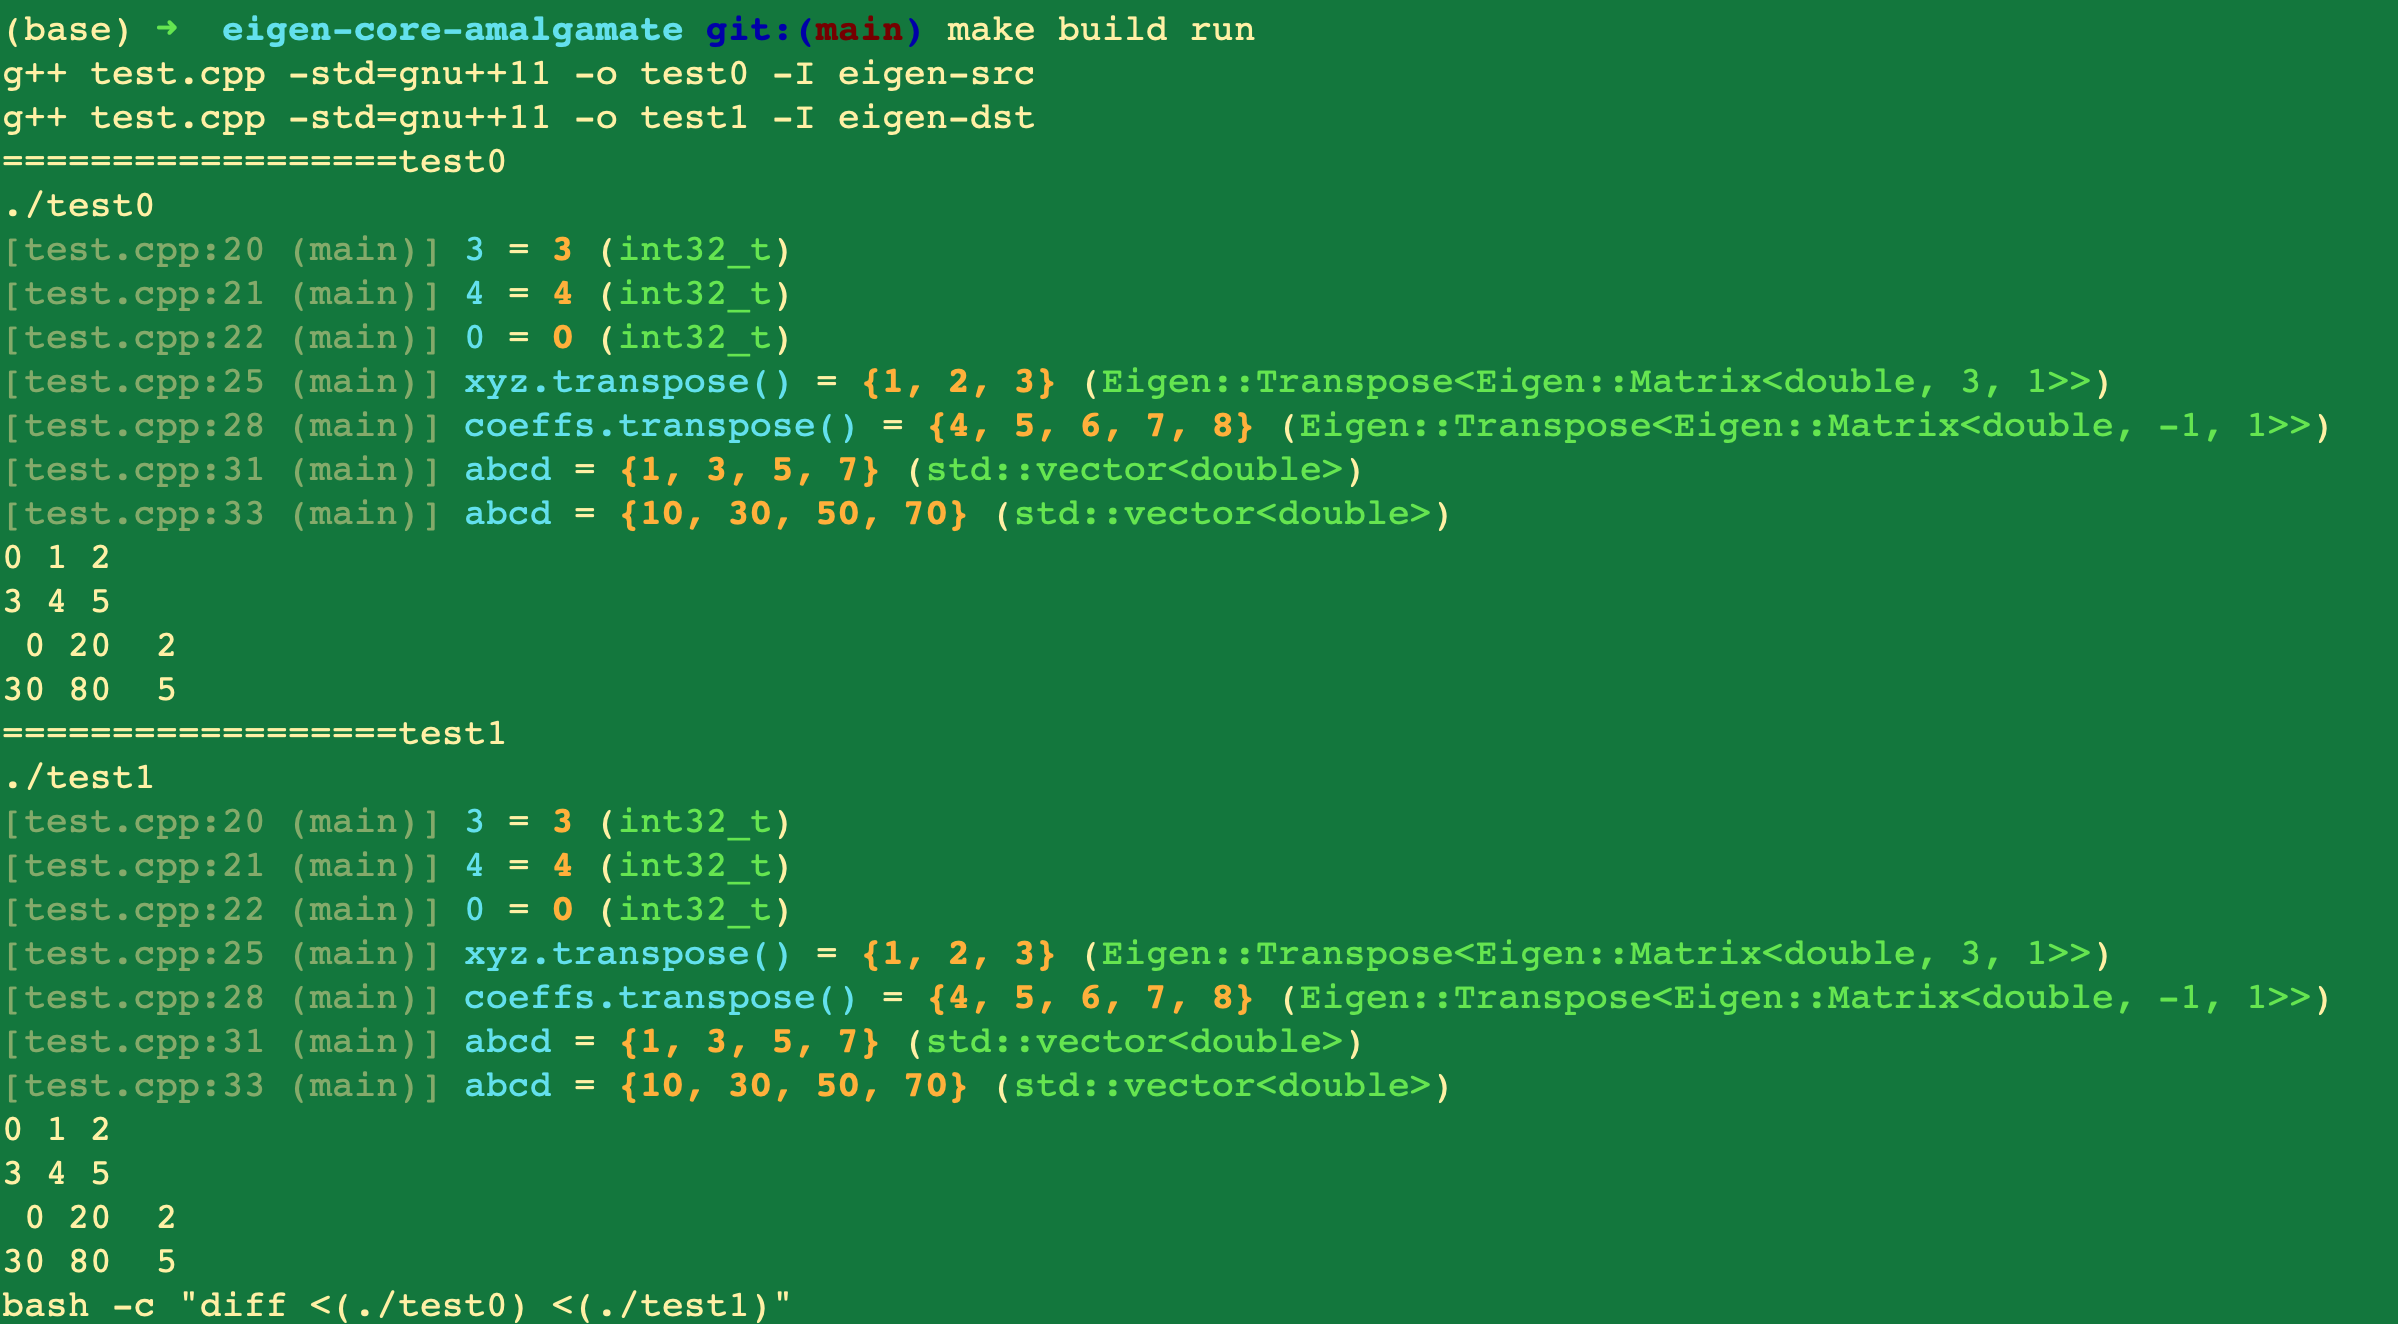 (base) ➜  eigen-core-amalgamate git:(main) make build run
g++ test.cpp -std=gnu++11 -o test0 -I eigen-src
g++ test.cpp -std=gnu++11 -o test1 -I eigen-dst
==================test0
./test0
[test.cpp:20 (main)] 3 = 3 (int32_t)
[test.cpp:21 (main)] 4 = 4 (int32_t)
[test.cpp:22 (main)] 0 = 0 (int32_t)
[test.cpp:25 (main)] xyz.transpose() = {1, 2, 3} (Eigen::Transpose<Eigen::Matrix<double, 3, 1>>)
[test.cpp:28 (main)] coeffs.transpose() = {4, 5, 6, 7, 8} (Eigen::Transpose<Eigen::Matrix<double, -1, 1>>)
[test.cpp:31 (main)] abcd = {1, 3, 5, 7} (std::vector<double>)
[test.cpp:33 (main)] abcd = {10, 30, 50, 70} (std::vector<double>)
0 1 2
3 4 5
 0 20  2
30 80  5
==================test1
./test1
[test.cpp:20 (main)] 3 = 3 (int32_t)
[test.cpp:21 (main)] 4 = 4 (int32_t)
[test.cpp:22 (main)] 0 = 0 (int32_t)
[test.cpp:25 (main)] xyz.transpose() = {1, 2, 3} (Eigen::Transpose<Eigen::Matrix<double, 3, 1>>)
[test.cpp:28 (main)] coeffs.transpose() = {4, 5, 6, 7, 8} (Eigen::Transpose<Eigen::Matrix<double, -1, 1>>)
[test.cpp:31 (main)] abcd = {1, 3, 5, 7} (std::vector<double>)
[test.cpp:33 (main)] abcd = {10, 30, 50, 70} (std::vector<double>)
0 1 2
3 4 5
 0 20  2
30 80  5
bash -c "diff <(./test0) <(./test1)"